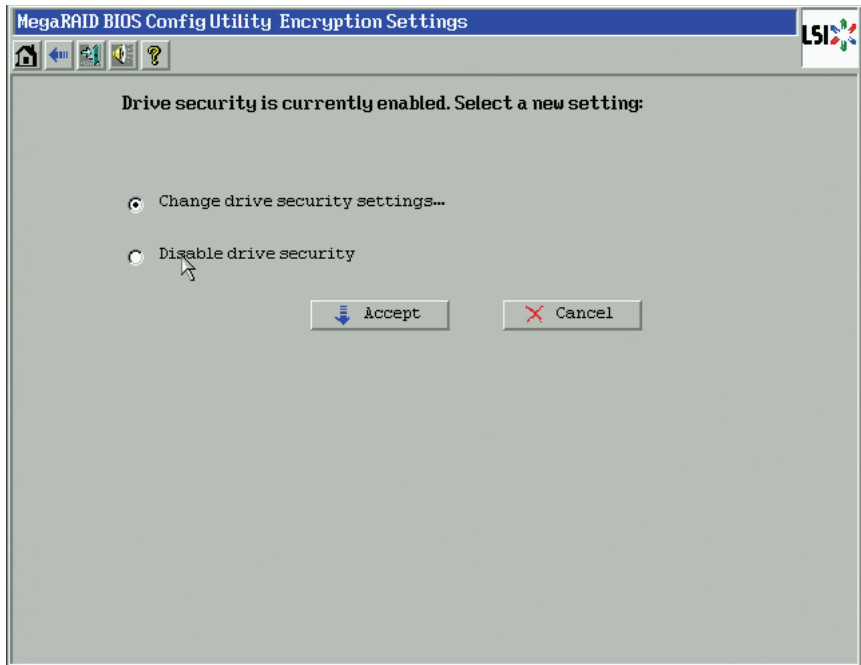 MegaRAID BIOS Config Utility Encryption Settings
LSI
Drive security is currently enabled. Select a new setting:
Change drive security settings...
Disable drive security
Accept
Cancel